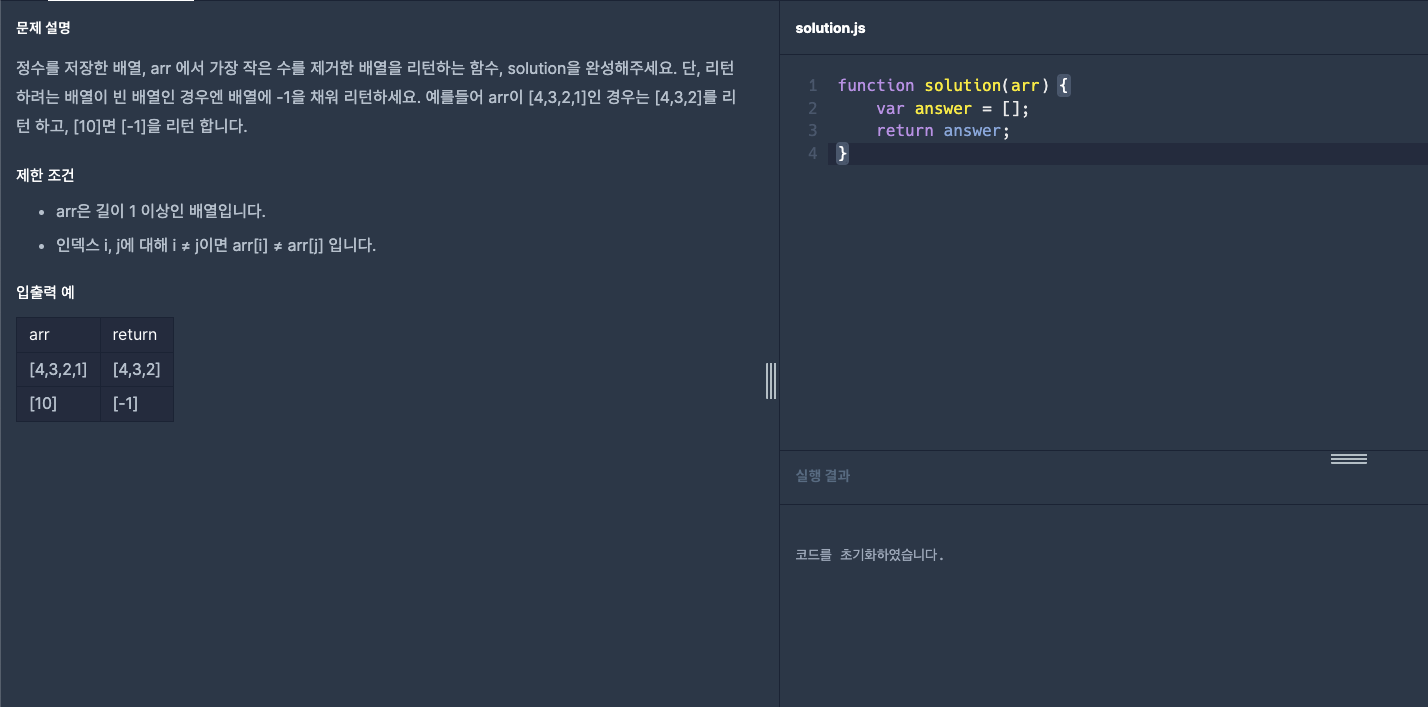 문제 설명
정수를 저장한 배열, arr 에서 가장 작은 수를 제거한 배열을 리턴하는 함수, solution을 완성해주세요. 단, 리턴
하려는 배열이 빈 배열인 경우엔 배열에 -1을 채워 리턴하세요. 예를들어 arr이 [4,3,2,1]인 경우는 [4,3,2]를 리
턴 하고, [10]면 [-1]을 리턴 합니다.
제한 조건
• arr은 길이 1 이상인 배열입니다.
• 인덱스 i, j에 대해 i ≠ j이면 arr[i] ≠ arr[j] 입니다.
입출력 예
arr return
[4,3,2,1] [4,3,2]
[10] [-1]
solution.js
1 function solution(arr) {
2     var answer = [];
3     return answer;
4 }
실행 결과
코드를 초기화하였습니다.